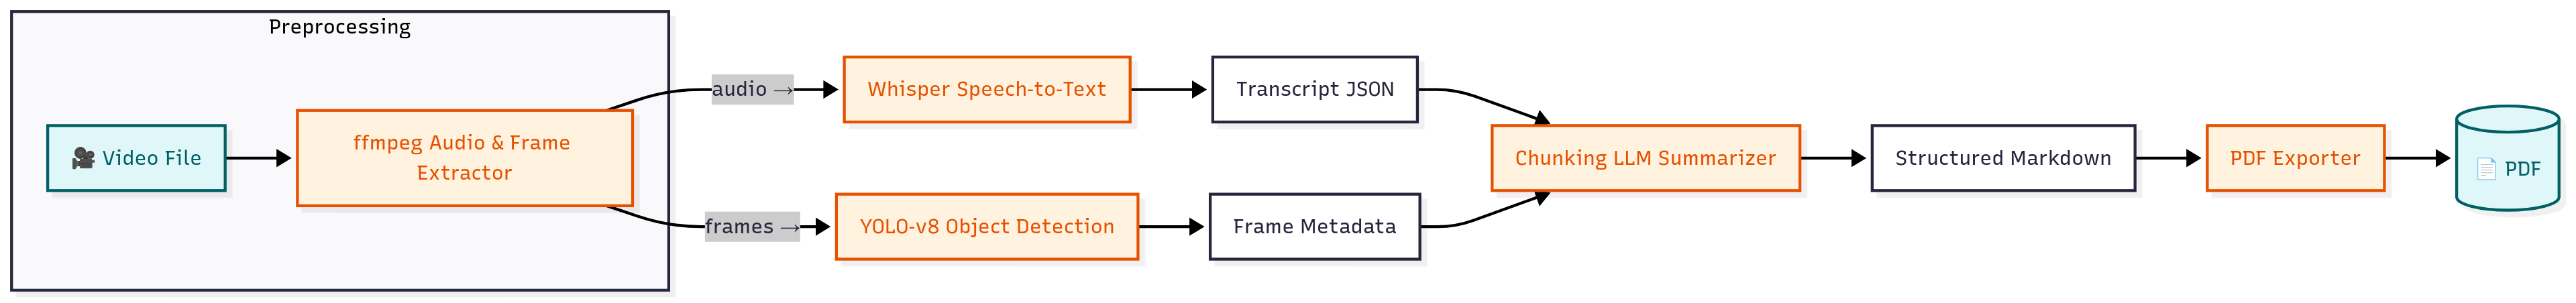 Preprocessing
🎥 Video File
ffmpeg Audio & Frame
Extractor
audio →
frames →
Whisper Speech-to-Text
YOLO-v8 Object Detection
Transcript JSON
Frame Metadata
Chunking LLM Summarizer
Structured Markdown
PDF Exporter
📄 PDF